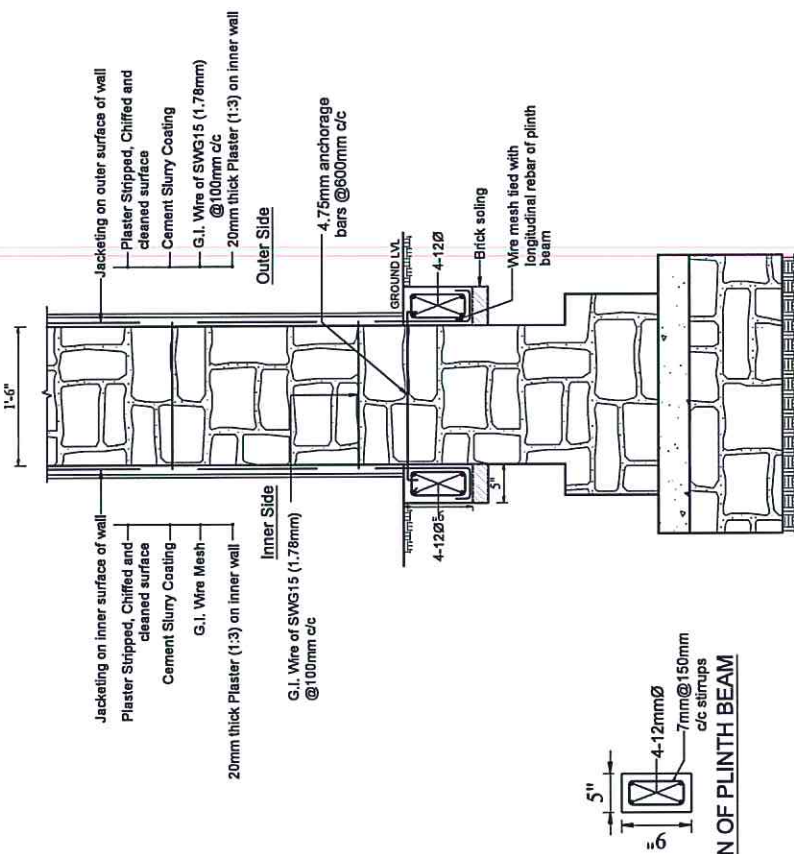 1'-6"
Jacketing on inner surface of wall
Plaster Stripped, Chiffed and
cleaned surface
Cement Slurry Coating
G.I. Wire Mesh
20mm thick Plaster (1:3) on inner wall
Inner Side
G.I. Wire of SWG15 (1.78mm)
@100mm c/c
4-12Ø
5"
Jacketing on outer surface of wall
Plaster Stripped, Chiffed and
cleaned surface
Cement Slurry Coating
G.I. Wire of SWG15 (1.78mm)
@100mm c/c
20mm thick Plaster (1:3) on inner wall
Outer Side
4.75mm anchorage
bars @600mm c/c
GROUND LVL
4-12Ø
Brick soling
Wire mesh tied with
longitudinal rebar of plinth
beam
5"
9"
4-12mmØ
7mm@150mm
c/c stirrups
N OF PLINTH BEAM